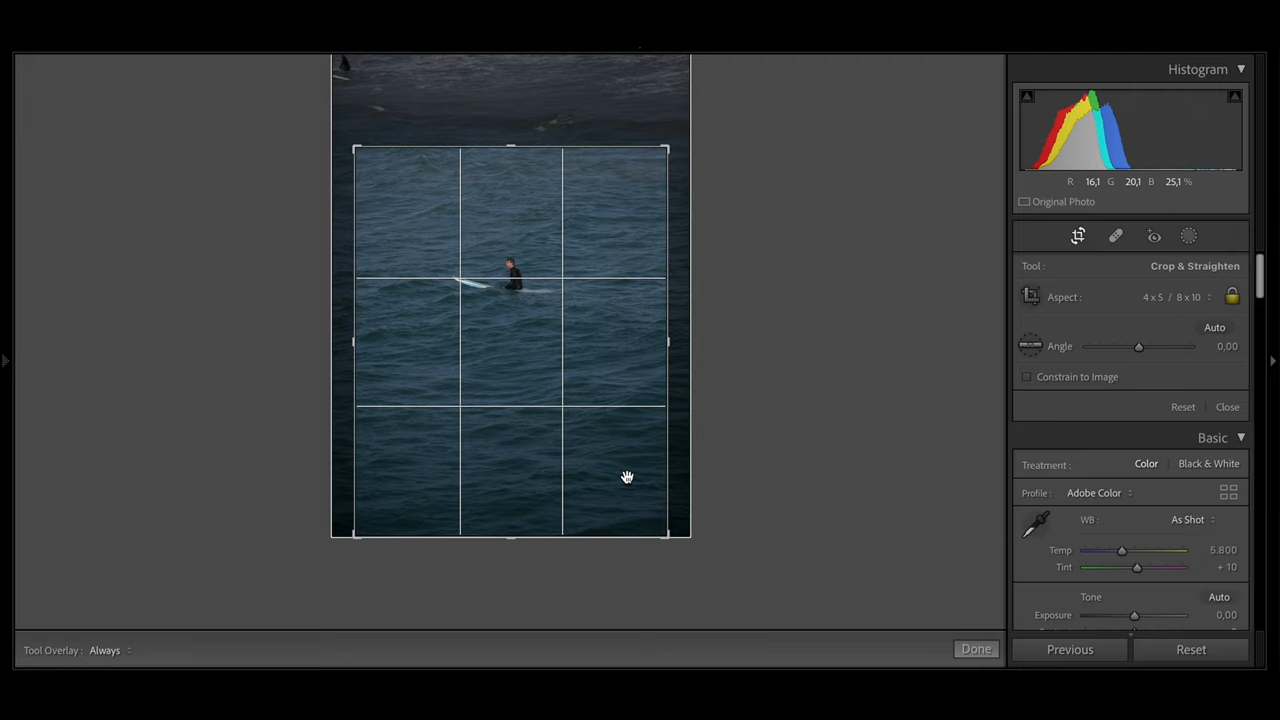 Histogram
R 16,1 G 20,1 B 25,1 %
Original Photo
Tool : Crop & Straighten
Aspect : 4 x 5 / 8 x 10
Auto
Angle 0,00
Constrain to Image
Reset Close
Basic
Treatment : Color Black & White
Profile : Adobe Color
WB : As Shot
Temp 5.800
Tint + 10
Tone Auto
Exposure 0,00
Tool Overlay : Always Done Previous Reset